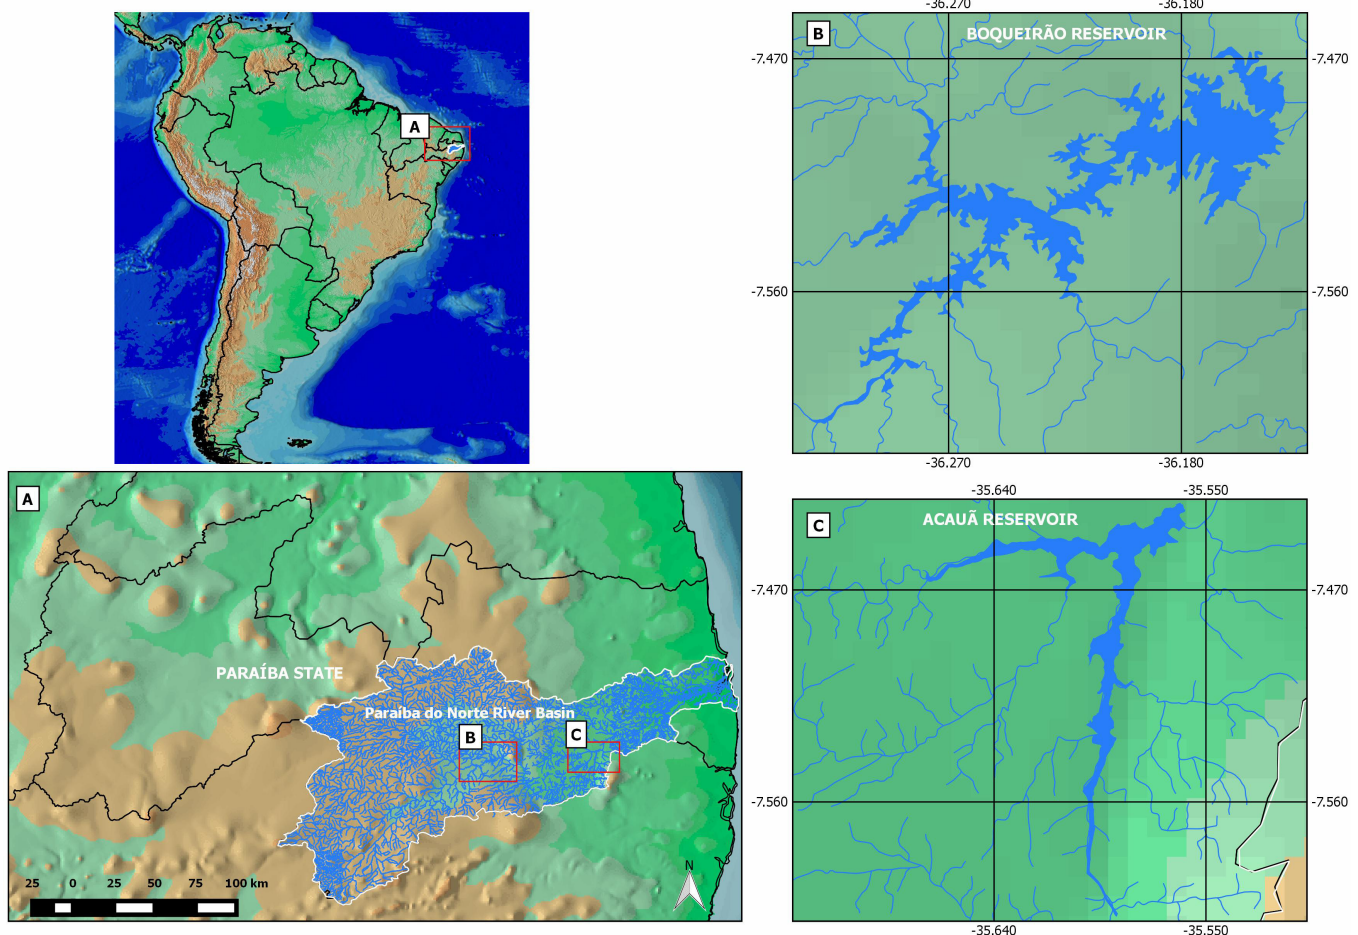 A
A
PARAÍBA STATE
Paraíba do Norte River Basin
B
C
N
25 0 25 50 75 100 km
-36.270 -36.180
B
BOQUEIRÃO RESERVOIR
-7.470 -7.470
-7.560 -7.560
-36.270 -36.180
-35.640 -35.550
C
ACAUÃ RESERVOIR
-7.470 -7.470
-7.560 -7.560
-35.640 -35.550